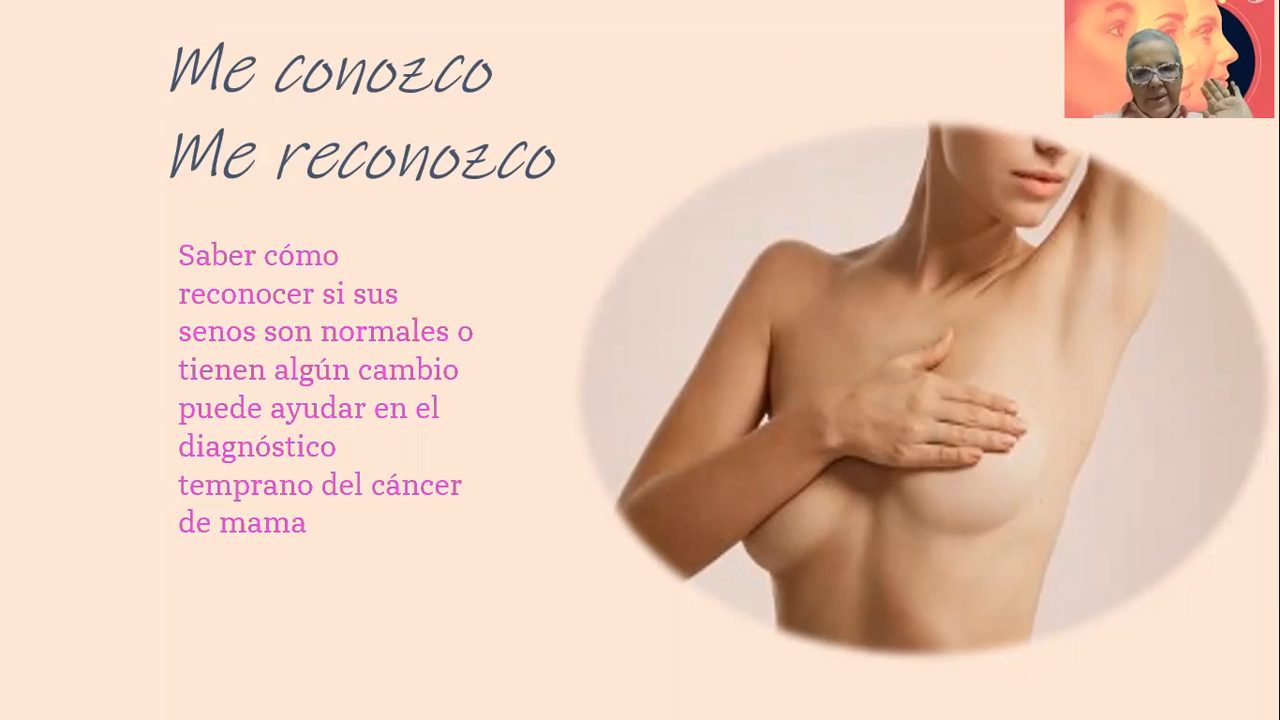 Me conozco
Me reconozco
Saber cómo
reconocer si sus
senos son normales o
tienen algún cambio
puede ayudar en el
diagnóstico
temprano del cáncer
de mama